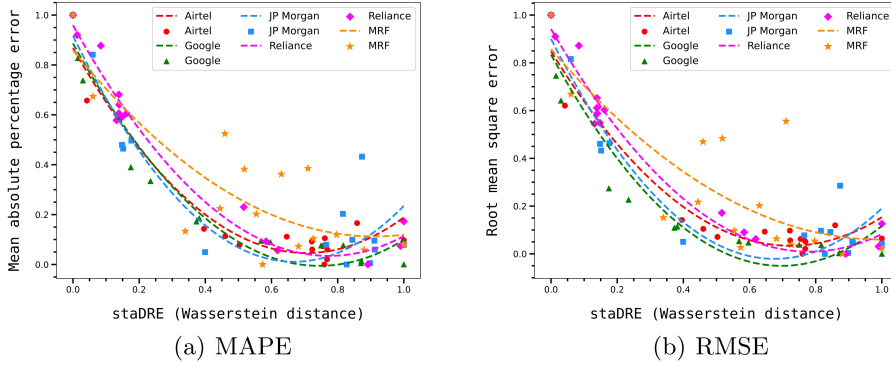 Mean absolute percentage error
1.0
0.8
0.6
0.4
0.2
0.0
Airtel
Airtel
Google
Google
JP Morgan
JP Morgan
Reliance
Reliance
MRF
MRF
0.0 0.2 0.4 0.6 0.8 1.0
staDRE (Wasserstein distance)
(a) MAPE
Root mean square error
1.0
0.8
0.6
0.4
0.2
0.0
Airtel
Airtel
Google
Google
JP Morgan
JP Morgan
Reliance
Reliance
MRF
MRF
0.0 0.2 0.4 0.6 0.8 1.0
staDRE (Wasserstein distance)
(b) RMSE